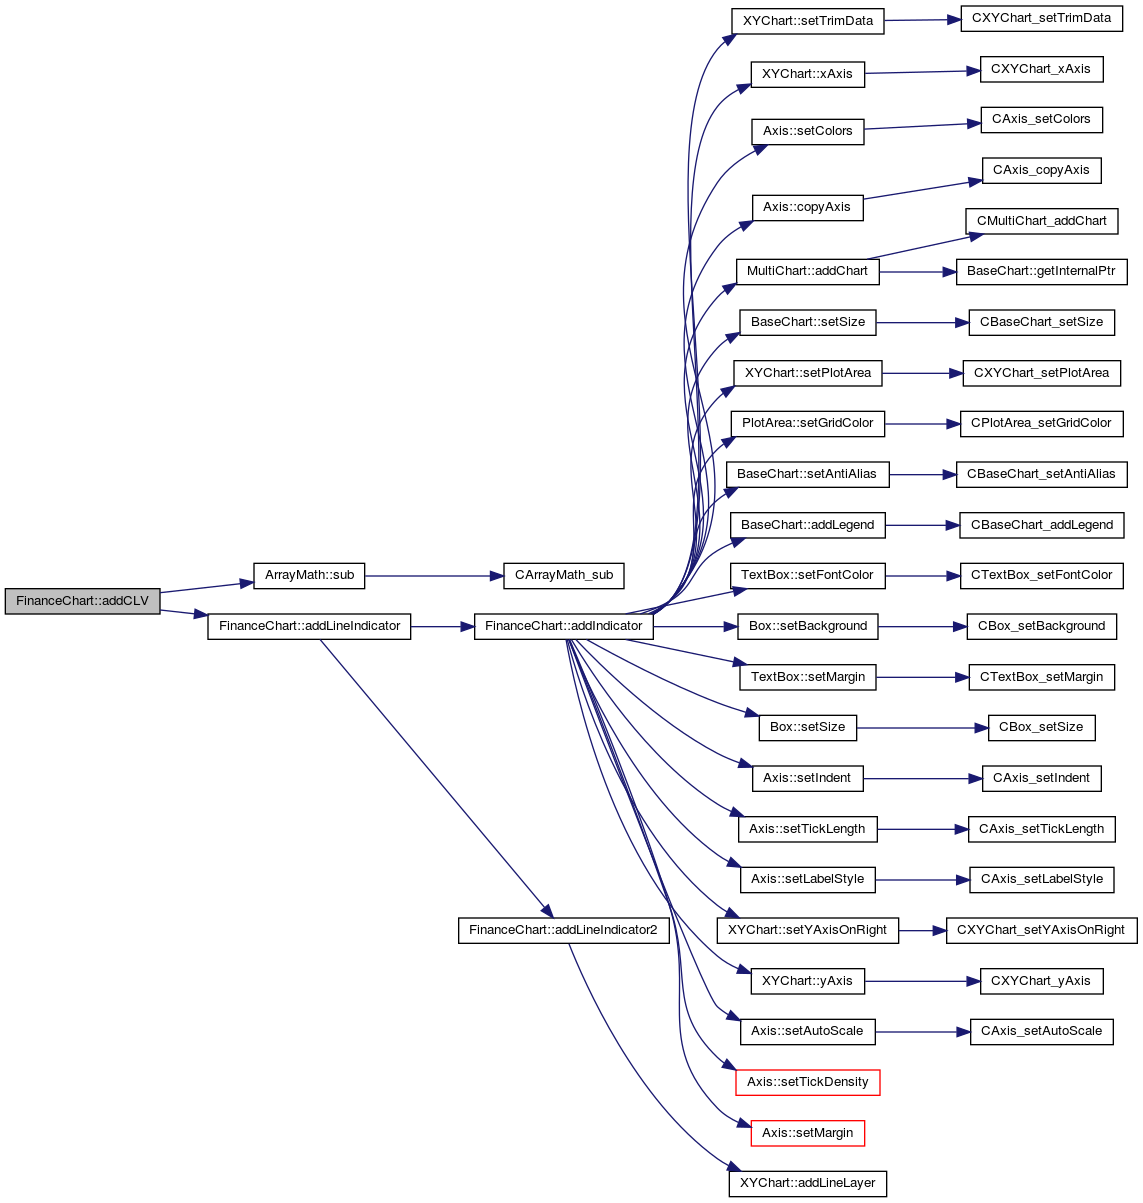 XYChart::setTrimData
CXYChart_setTrimData
XYChart::xAxis
CXYChart_xAxis
Axis::setColors
CAxis_setColors
Axis::copyAxis
CAxis_copyAxis
MultiChart::addChart
CMultiChart_addChart
BaseChart::getInternalPtr
BaseChart::setSize
CBaseChart_setSize
XYChart::setPlotArea
CXYChart_setPlotArea
PlotArea::setGridColor
CPlotArea_setGridColor
BaseChart::setAntiAlias
CBaseChart_setAntiAlias
BaseChart::addLegend
CBaseChart_addLegend
ArrayMath::sub
CArrayMath_sub
TextBox::setFontColor
CTextBox_setFontColor
FinanceChart::addCLV
FinanceChart::addLineIndicator
FinanceChart::addIndicator
Box::setBackground
CBox_setBackground
TextBox::setMargin
CTextBox_setMargin
Box::setSize
CBox_setSize
Axis::setIndent
CAxis_setIndent
Axis::setTickLength
CAxis_setTickLength
Axis::setLabelStyle
CAxis_setLabelStyle
FinanceChart::addLineIndicator2
XYChart::setYAxisOnRight
CXYChart_setYAxisOnRight
XYChart::yAxis
CXYChart_yAxis
Axis::setAutoScale
CAxis_setAutoScale
Axis::setTickDensity
Axis::setMargin
XYChart::addLineLayer